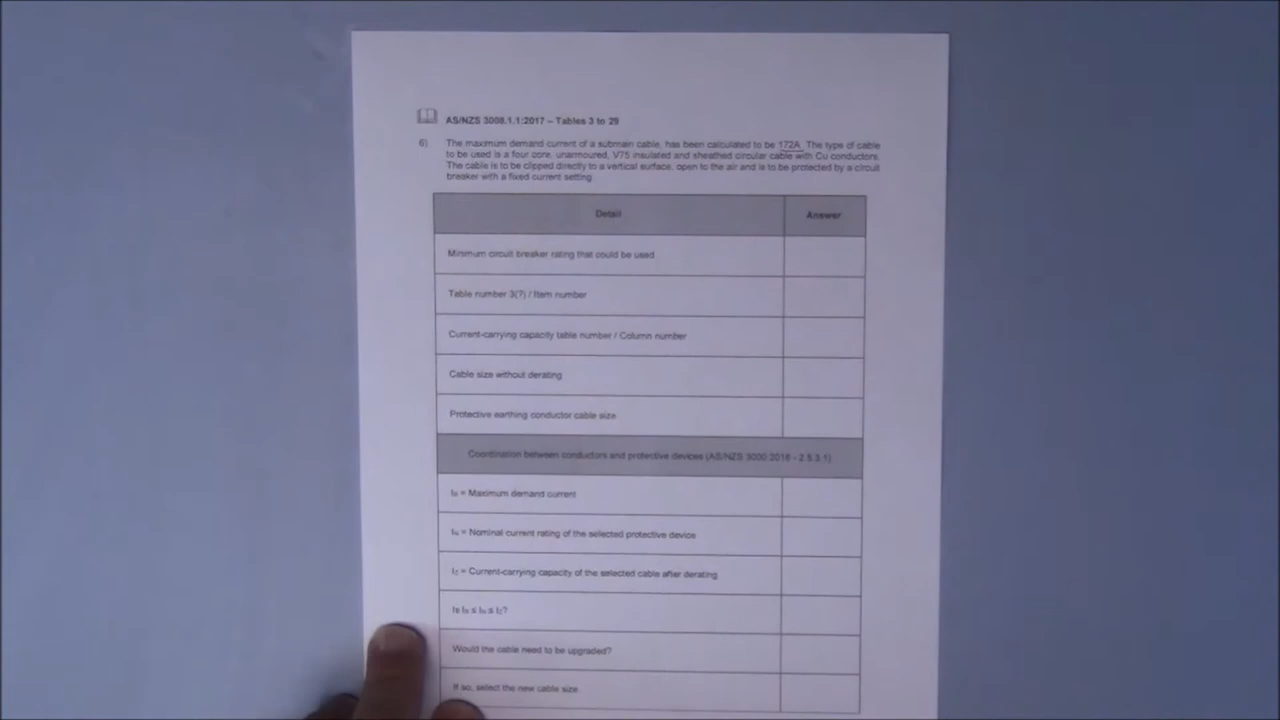 AS/NZS 3008.1.1:2017 – Tables 3 to 29
6) The maximum demand current of a submain cable, has been calculated to be 172A. The type of cable
to be used is a four core, unarmoured, V75 insulated and sheathed circular cable with Cu conductors.
The cable is to be clipped directly to a vertical surface, open to the air and is to be protected by a circuit
breaker with a fixed current setting
Detail Answer
Minimum circuit breaker rating that could be used
Table number 3(?) / Item number
Current-carrying capacity table number / Column number
Cable size without derating
Protective earthing conductor cable size
Coordination between conductors and protective devices (AS/NZS 3000:2018 - 2.5.3.1)
I_B = Maximum demand current
I_N = Nominal current rating of the selected protective device
I_Z = Current-carrying capacity of the selected cable after derating
Is I_B ≤ I_N ≤ I_Z?
Would the cable need to be upgraded?
If so, select the new cable size